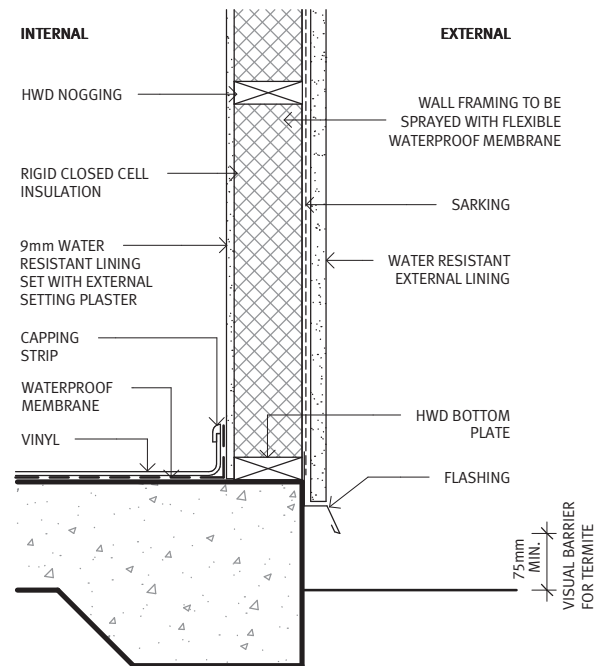 INTERNAL
EXTERNAL
HWD NOGGING
WALL FRAMING TO BE
SPRAYED WITH FLEXIBLE
WATERPROOF MEMBRANE
RIGID CLOSED CELL
INSULATION
SARKING
9mm WATER
RESISTANT LINING
SET WITH EXTERNAL
SETTING PLASTER
WATER RESISTANT
EXTERNAL LINING
CAPPING
STRIP
WATERPROOF
MEMBRANE
HWD BOTTOM
PLATE
VINYL
FLASHING
75mm
MIN.
VISUAL BARRIER
FOR TERMITE